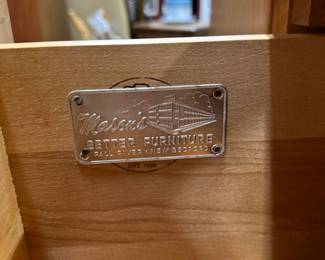 Mason's
BETTER FURNITURE
FALL RIVER • NEW BEDFORD